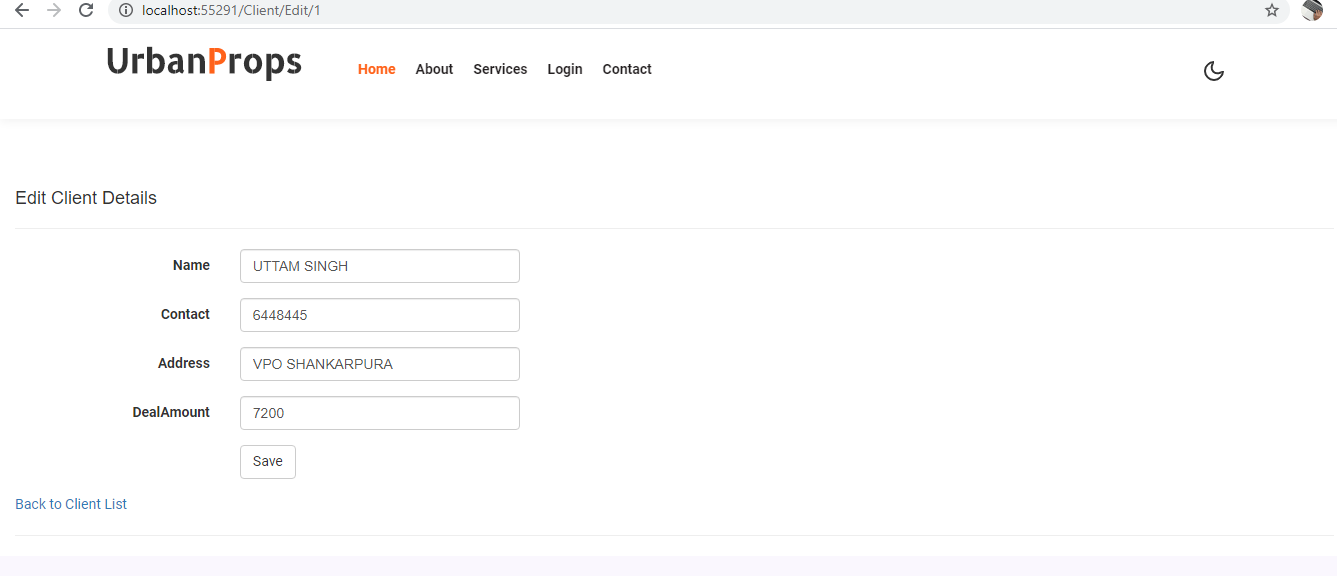 localhost:55291/Client/Edit/1
UrbanProps Home About Services Login Contact
Edit Client Details
Name UTTAM SINGH
Contact 6448445
Address VPO SHANKARPURA
DealAmount 7200
Save
Back to Client List